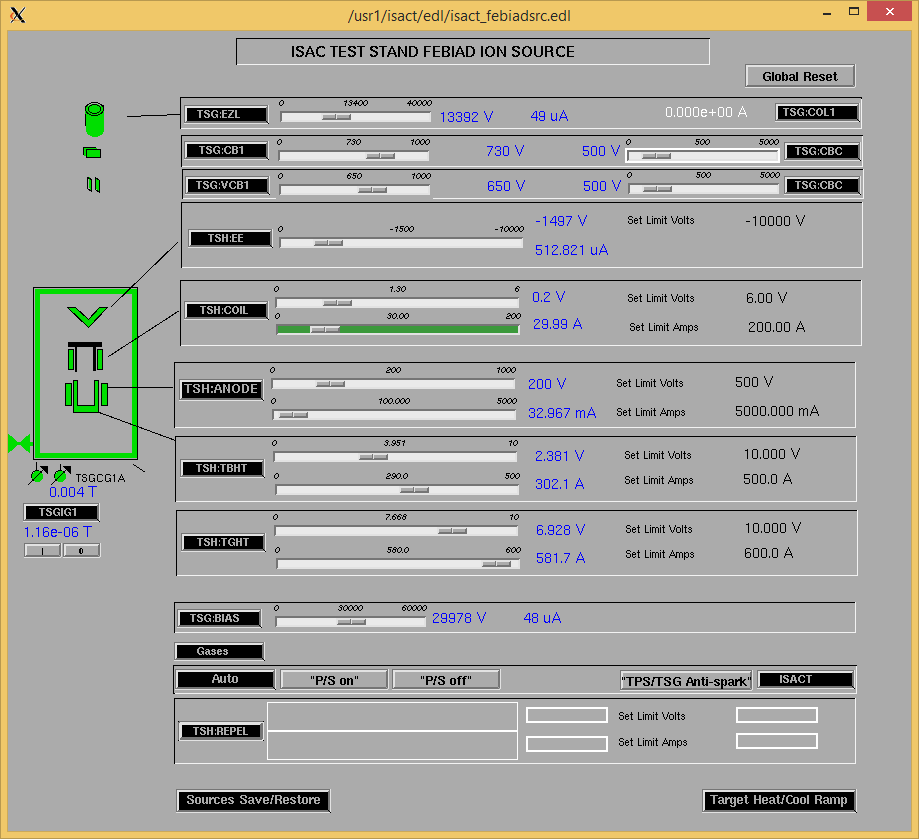 X /usr1/isact/edl/isact_febiadsrc.edl
ISAC TEST STAND FEBIAD ION SOURCE
Global Reset
TSG:EZL 0 13400 40000 13392 V 49 uA 0.000e+00 A TSG:COL1
TSG:CB1 0 730 1000 730 V 500 V 0 500 5000 TSG:CBC
TSG:VCB1 0 650 1000 650 V 500 V 0 500 5000 TSG:CBC
TSH:EE 0 -1500 -10000 -1497 V Set Limit Volts -10000 V
512.821 uA
TSH:COIL 0 1.30 6 0.2 V Set Limit Volts 6.00 V
0 30.00 200 29.99 A Set Limit Amps 200.00 A
TSH:ANODE 0 200 1000 200 V Set Limit Volts 500 V
0 100.000 5000 32.967 mA Set Limit Amps 5000.000 mA
TSH:TBHT 0 3.951 10 2.381 V Set Limit Volts 10.000 V
0 290.0 500 302.1 A Set Limit Amps 500.0 A
TSGCG1A
0.004 T
TSGIG1
1.16e-06 T
I 0
TSH:TGHT 0 7.668 10 6.928 V Set Limit Volts 10.000 V
0 580.0 600 581.7 A Set Limit Amps 600.0 A
TSG:BIAS 0 30000 60000 29978 V 48 uA
Gases
Auto "P/S on" "P/S off" "TPS/TSG Anti-spark" ISACT
TSH:REPEL Set Limit Volts
Set Limit Amps
Sources Save/Restore Target Heat/Cool Ramp